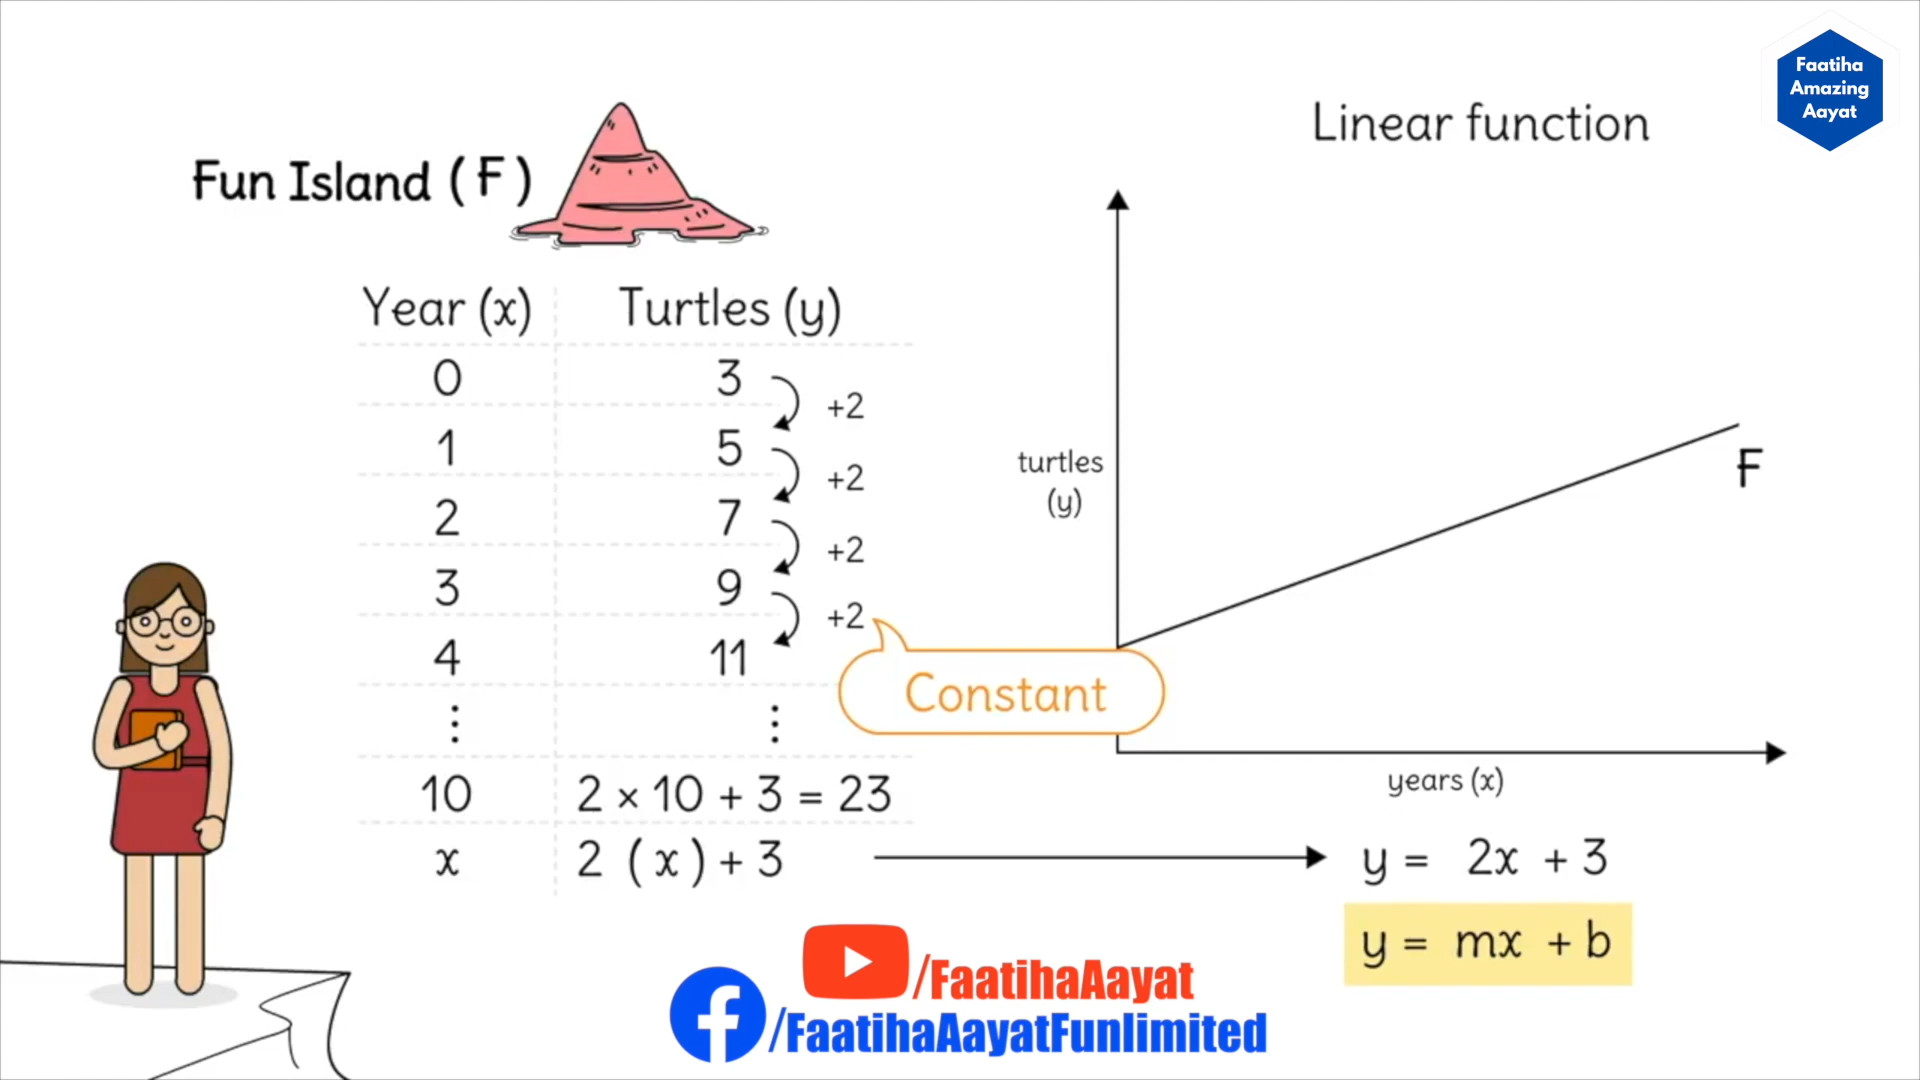 Faatiha
Amazing
Aayat
Linear function
Fun Island (F)
Year (x) Turtles (y)
0 3
+2
1 5
+2
2 7
+2
3 9
+2
4 11
⋮ ⋮
10 2 × 10 + 3 = 23
x 2 (x) + 3
Constant
turtles
(y)
F
years (x)
y = 2x + 3
y = mx + b
/FaatihaAayat
/FaatihaAayatFunlimited